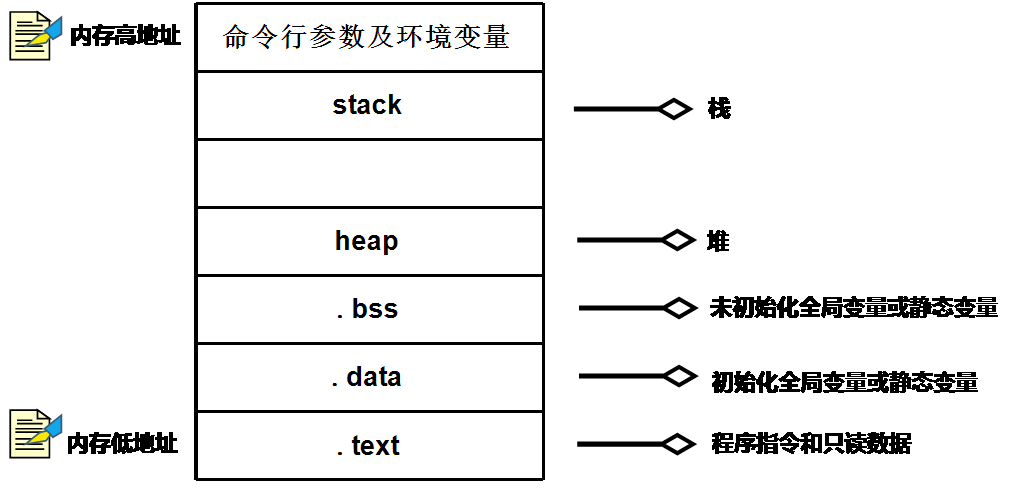 内存高地址
命令行参数及环境变量
stack
栈
heap
堆
. bss
未初始化全局变量或静态变量
. data
初始化全局变量或静态变量
内存低地址
. text
程序指令和只读数据